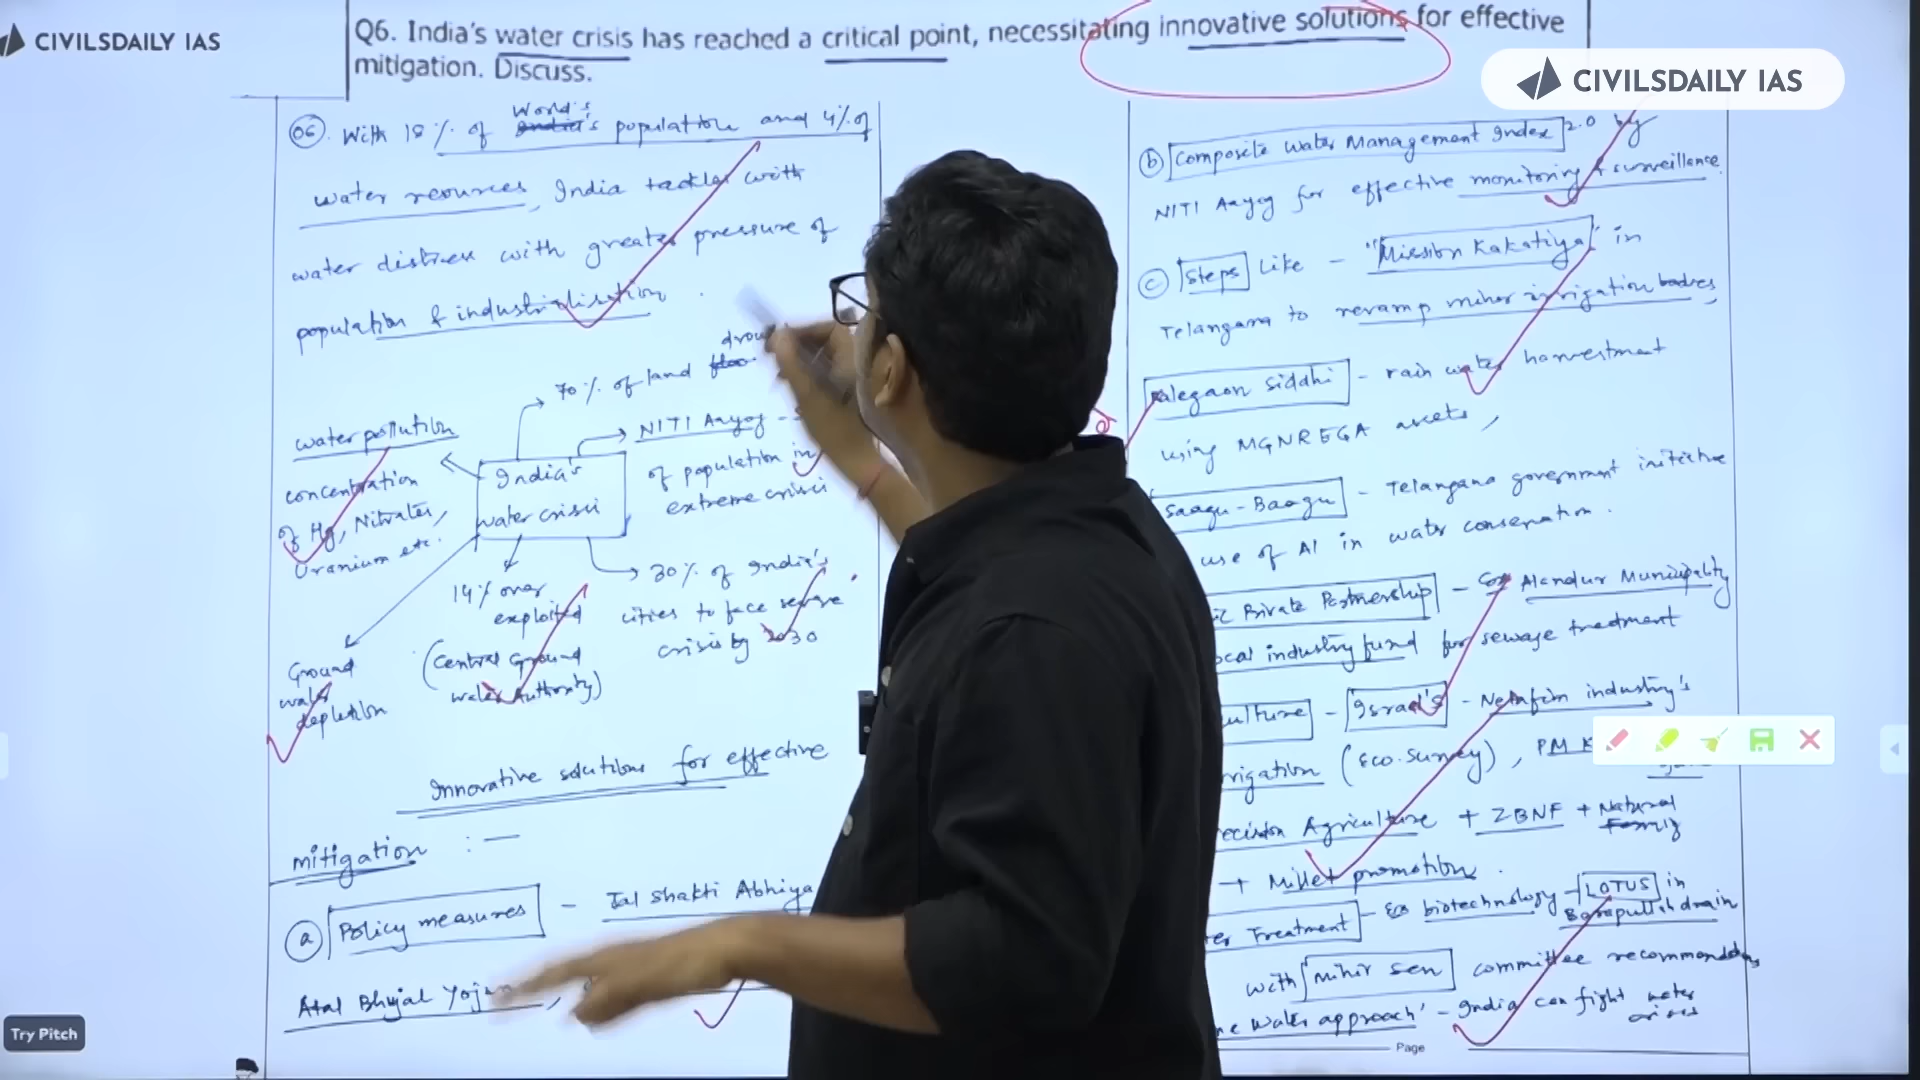 CIVILSDAILY IAS
Q6. India's water crisis has reached a critical point, necessitating innovative solutions for effective
mitigation. Discuss.
CIVILSDAILY IAS
06. With 18% of World's population and 4% of
water resources, India tackles with
water distress with greater pressure of
population & industrialisation.
70% of land
water pollution
concentration
of Hg, Nitrates,
Uranium etc.
India's
water crisis
NITI Aayog -
of population in
extreme crisis
14% over
exploited
(Central Ground
water Authority)
30% of India's
cities to face severe
crisis by 2030
Ground
water
depletion
Innovative solutions for effective
mitigation :-
a Policy measures - Jal Shakti Abhiya
Atal Bhujal
b Composite Water Management Index 2.0 by
NITI Aayog for effective monitoring & surveillance
c Steps like - "Mission Kakatiya" in
Telangana to revamp minor irrigation bodies
alegaon Siddhi - rain water harvestment
using MGNREGA assets,
Saagu-Baagu - Telangana government initiative
use of AI in water conservation.
c Private Partnership - Alandur Municipality
ocal industry fund for sewage treatment
ulture - Israel's - Netafim industry's
rrigation (Eco. Survey), PM K
ecision Agriculture + ZBNF + Natural
+ Millet promotion.
er Treatment - biotechnology - LOTUS in
Barapullah drain
with Mihir Sen committee recommendations
ne Water approach' - India can fight water
crisis
Page
Try Pitch